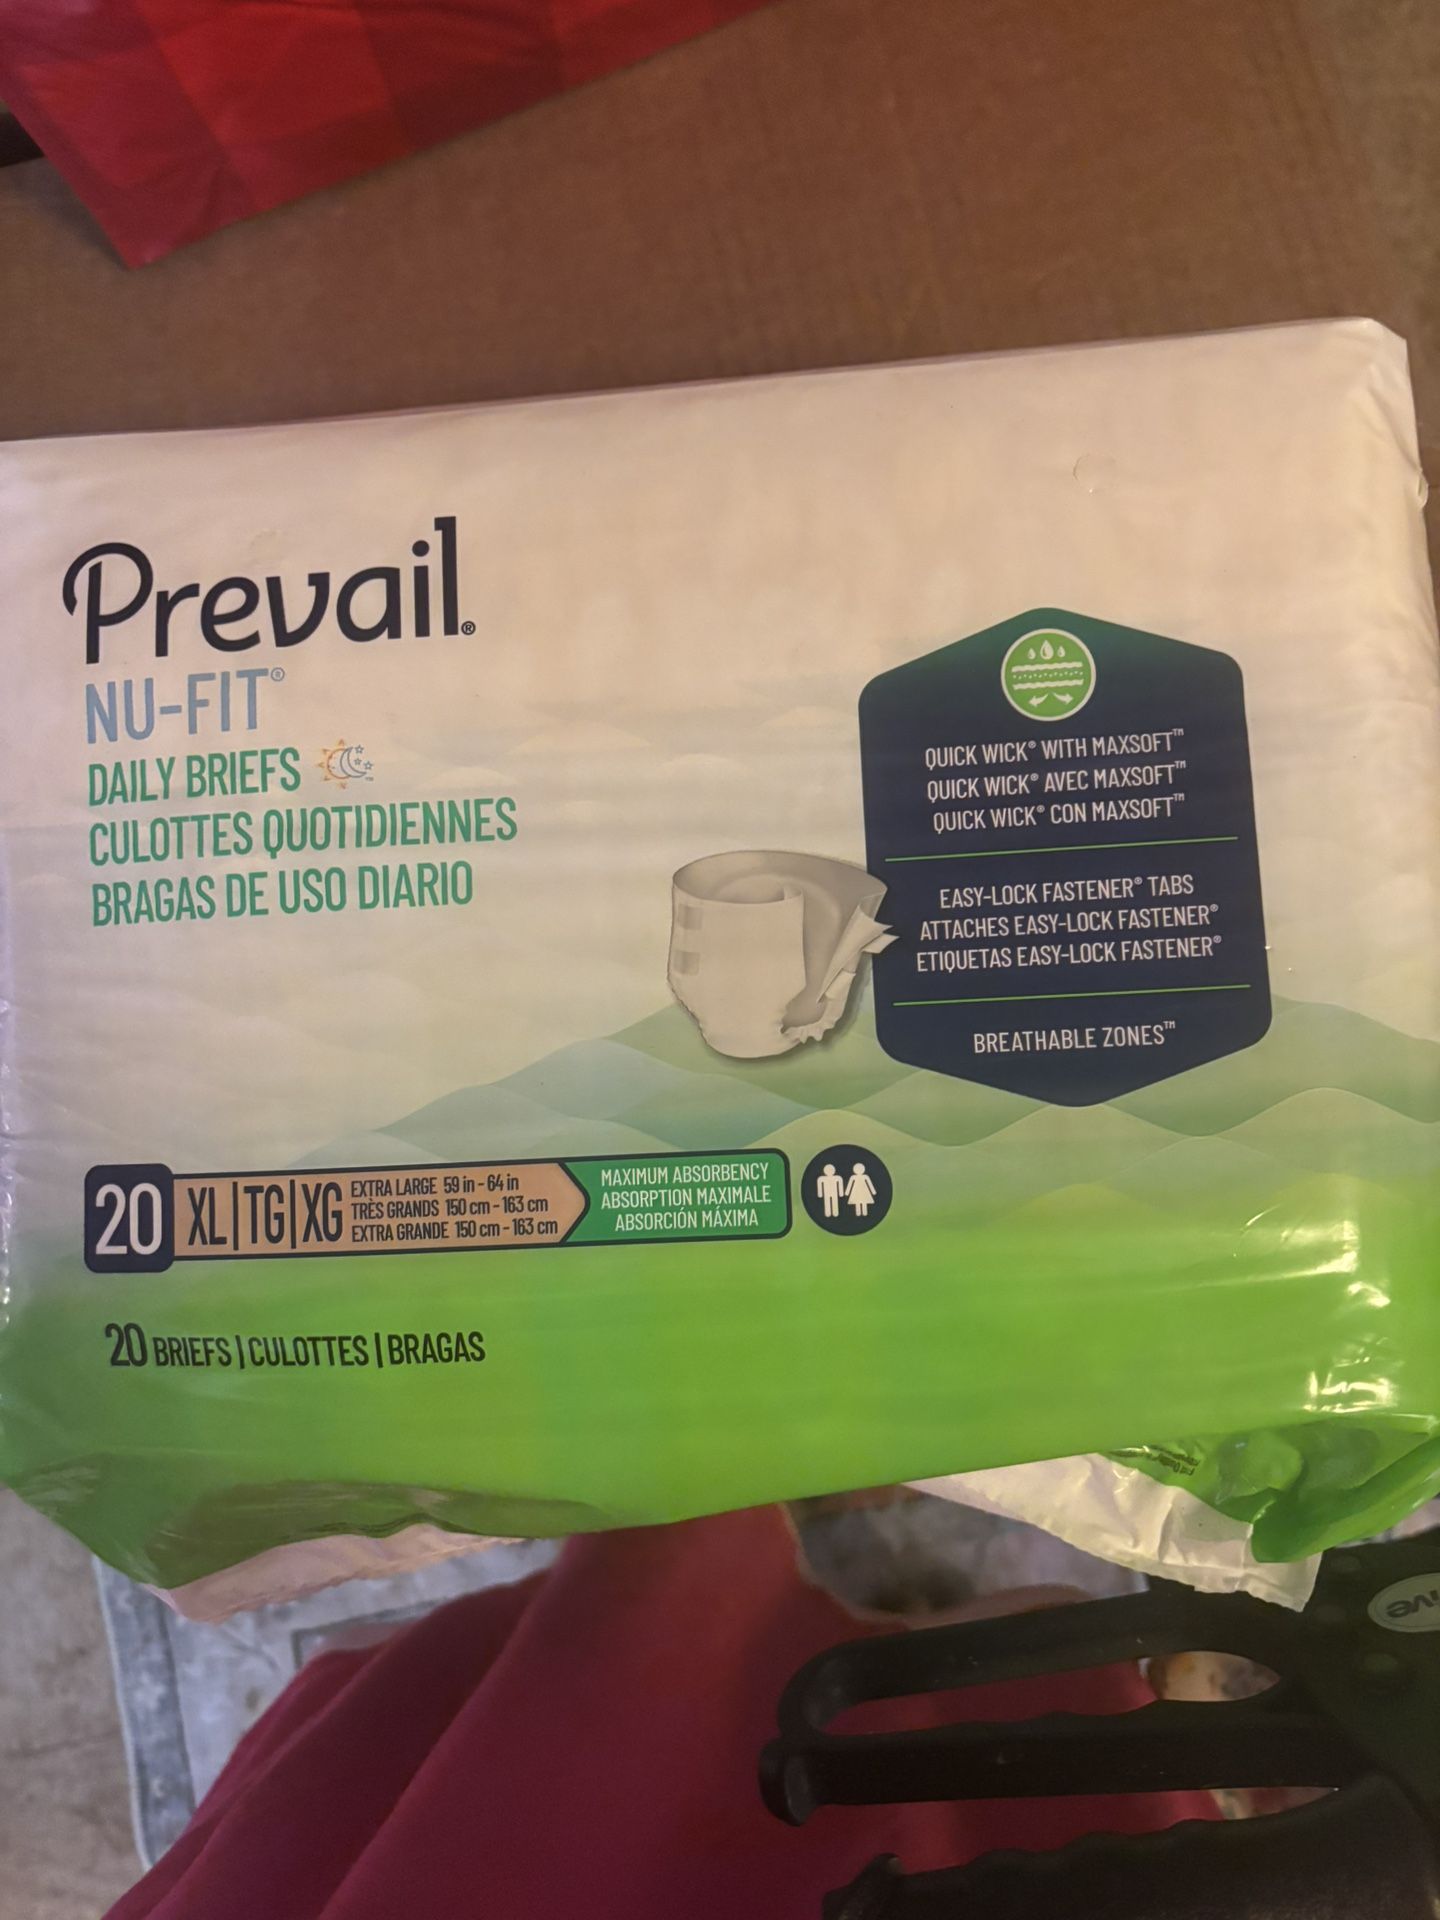 Prevail®
NU-FIT®
DAILY BRIEFS ™
CULOTTES QUOTIDIENNES
BRAGAS DE USO DIARIO
QUICK WICK® WITH MAXSOFT™
QUICK WICK® AVEC MAXSOFT™
QUICK WICK® CON MAXSOFT™
EASY-LOCK FASTENER® TABS
ATTACHES EASY-LOCK FASTENER®
ETIQUETAS EASY-LOCK FASTENER®
BREATHABLE ZONES™
20 XL|TG|XG
EXTRA LARGE 59 in - 64 in
TRÈS GRANDS 150 cm - 163 cm
EXTRA GRANDE 150 cm - 163 cm
MAXIMUM ABSORBENCY
ABSORPTION MAXIMALE
ABSORCIÓN MÁXIMA
20 BRIEFS | CULOTTES | BRAGAS